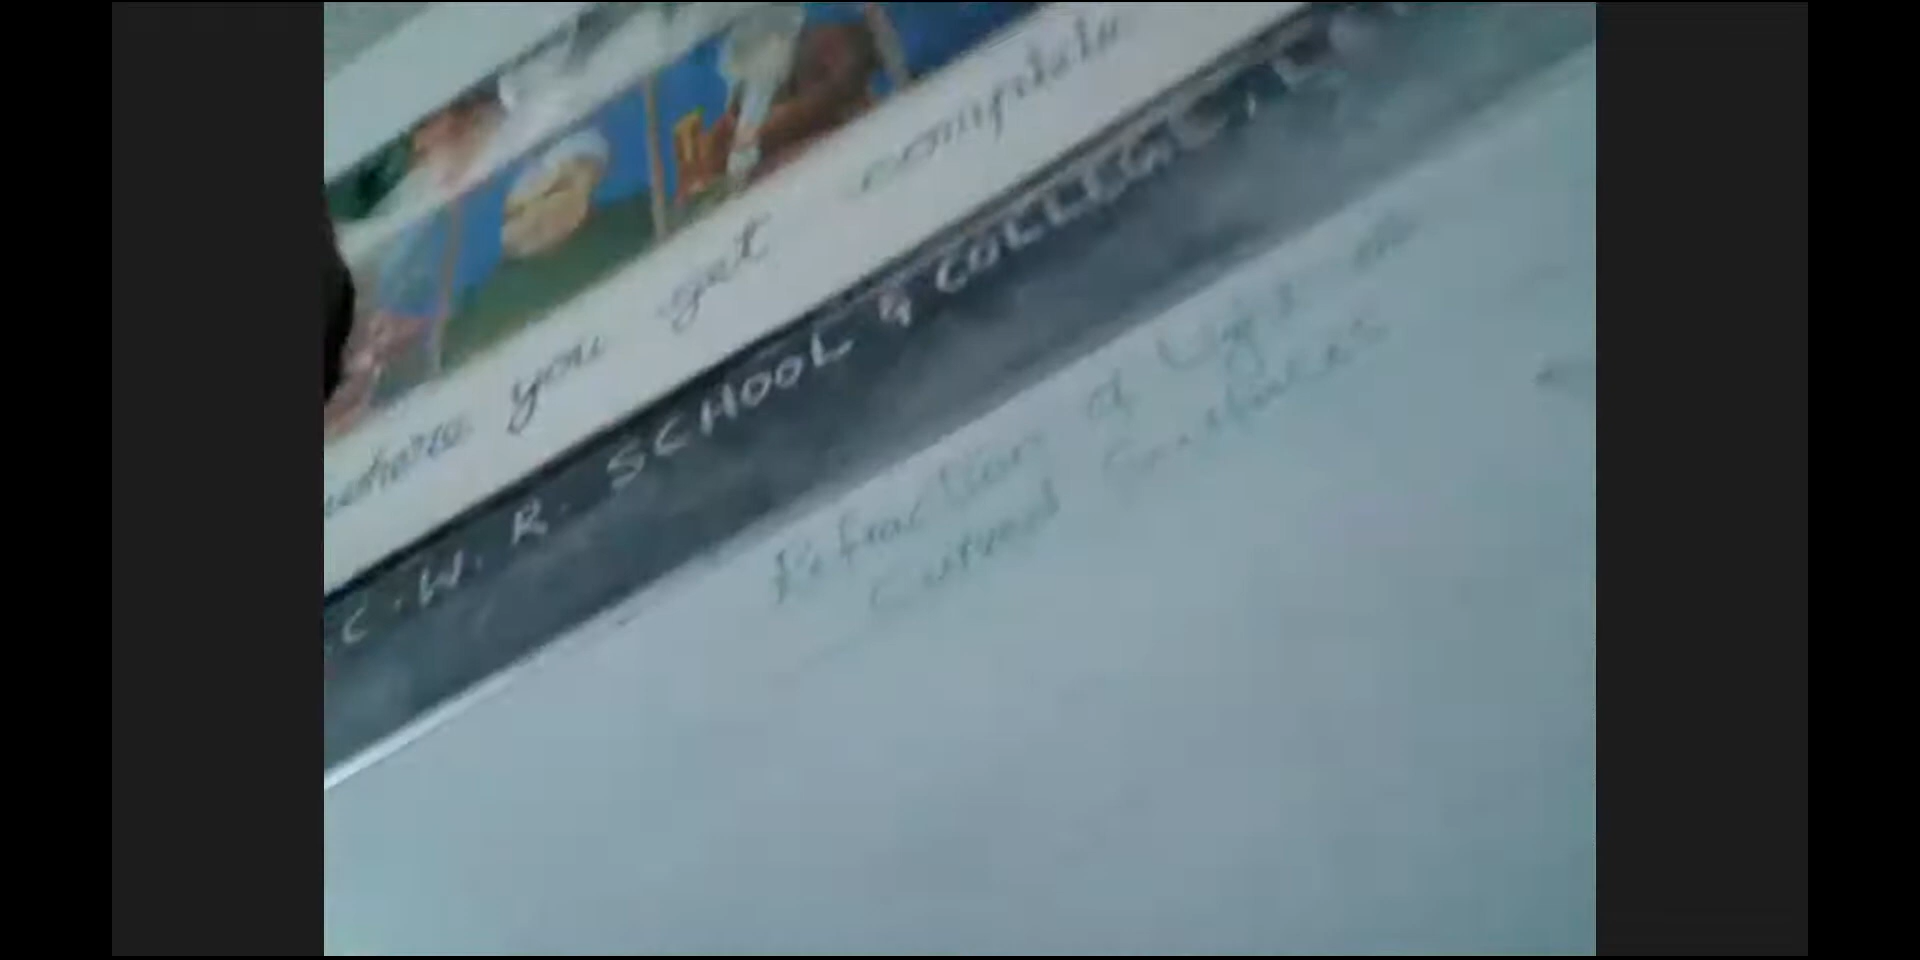 where you get complete
C.W.R. SCHOOL & COLLEGE,
Refraction of Light at
Curved Surfaces